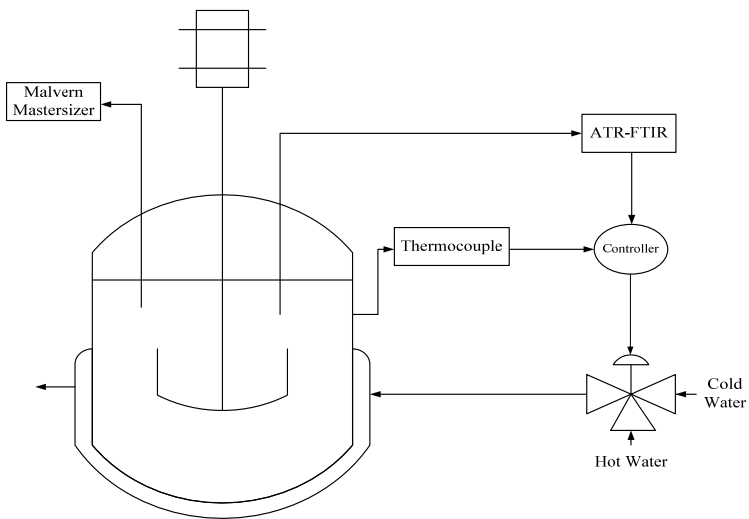 Malvern
Mastersizer
ATR-FTIR
Thermocouple
Controller
Cold
Water
Hot Water